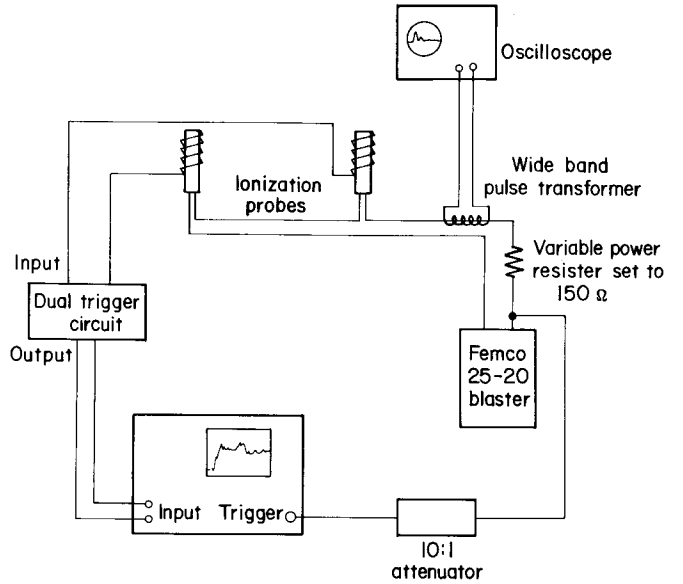 Oscilloscope
Wide band
pulse transformer
Ionization
probes
Variable power
resister set to
150 Ω
Input
Dual trigger
circuit
Output
Femco
25-20
blaster
Input
Trigger
10:1
attenuator